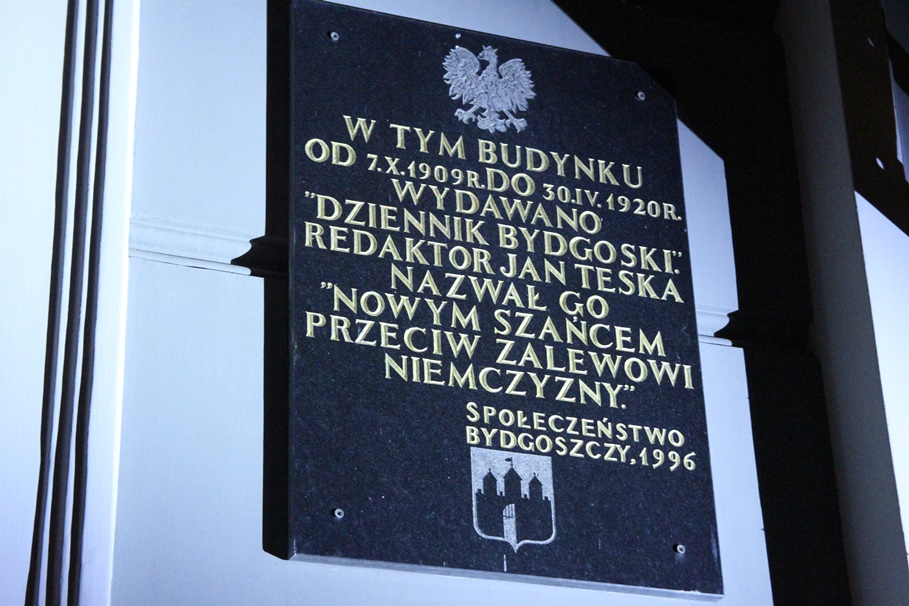 W TYM BUDYNKU
OD 7.X.1909R.DO 30.IV.1920R.
WYDAWANO
"DZIENNIK BYDGOSKI".
REDAKTOR JAN TESKA
NAZWAŁ GO
"NOWYM SZAŃCEM
PRZECIW ZALEWOWI
NIEMCZYZNY."
SPOŁECZEŃSTWO
BYDGOSZCZY, 1996